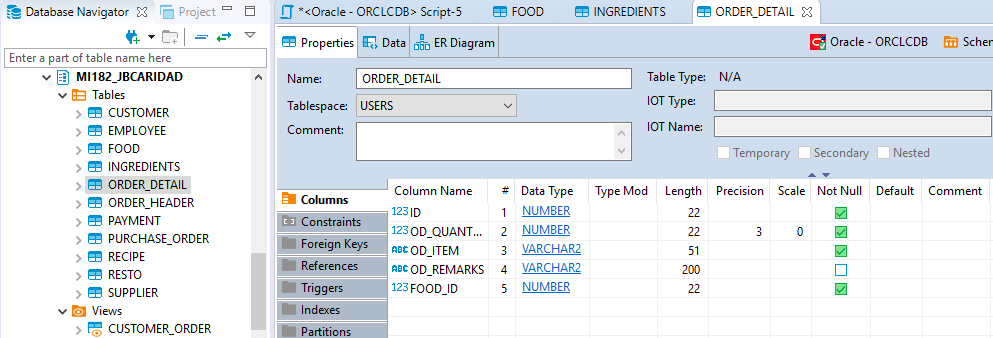 Database Navigator Project
Enter a part of table name here
MI182_JBCARIDAD
Tables
CUSTOMER
EMPLOYEE
FOOD
INGREDIENTS
ORDER_DETAIL
ORDER_HEADER
PAYMENT
PURCHASE_ORDER
RECIPE
RESTO
SUPPLIER
Views
CUSTOMER_ORDER
*<Oracle - ORCLCDB> Script-5 FOOD INGREDIENTS ORDER_DETAIL
Properties Data ER Diagram Oracle - ORCLCDB Schem
Name: ORDER_DETAIL
Tablespace: USERS
Comment:
Table Type: N/A
IOT Type:
IOT Name:
Temporary Secondary Nested
Columns
Constraints
Foreign Keys
References
Triggers
Indexes
Partitions
Column Name # Data Type Type Mod Length Precision Scale Not Null Default Comment
123 ID 1 NUMBER 22
123 OD_QUANT... 2 NUMBER 22 3 0
ABC OD_ITEM 3 VARCHAR2 51
ABC OD_REMARKS 4 VARCHAR2 200
123 FOOD_ID 5 NUMBER 22